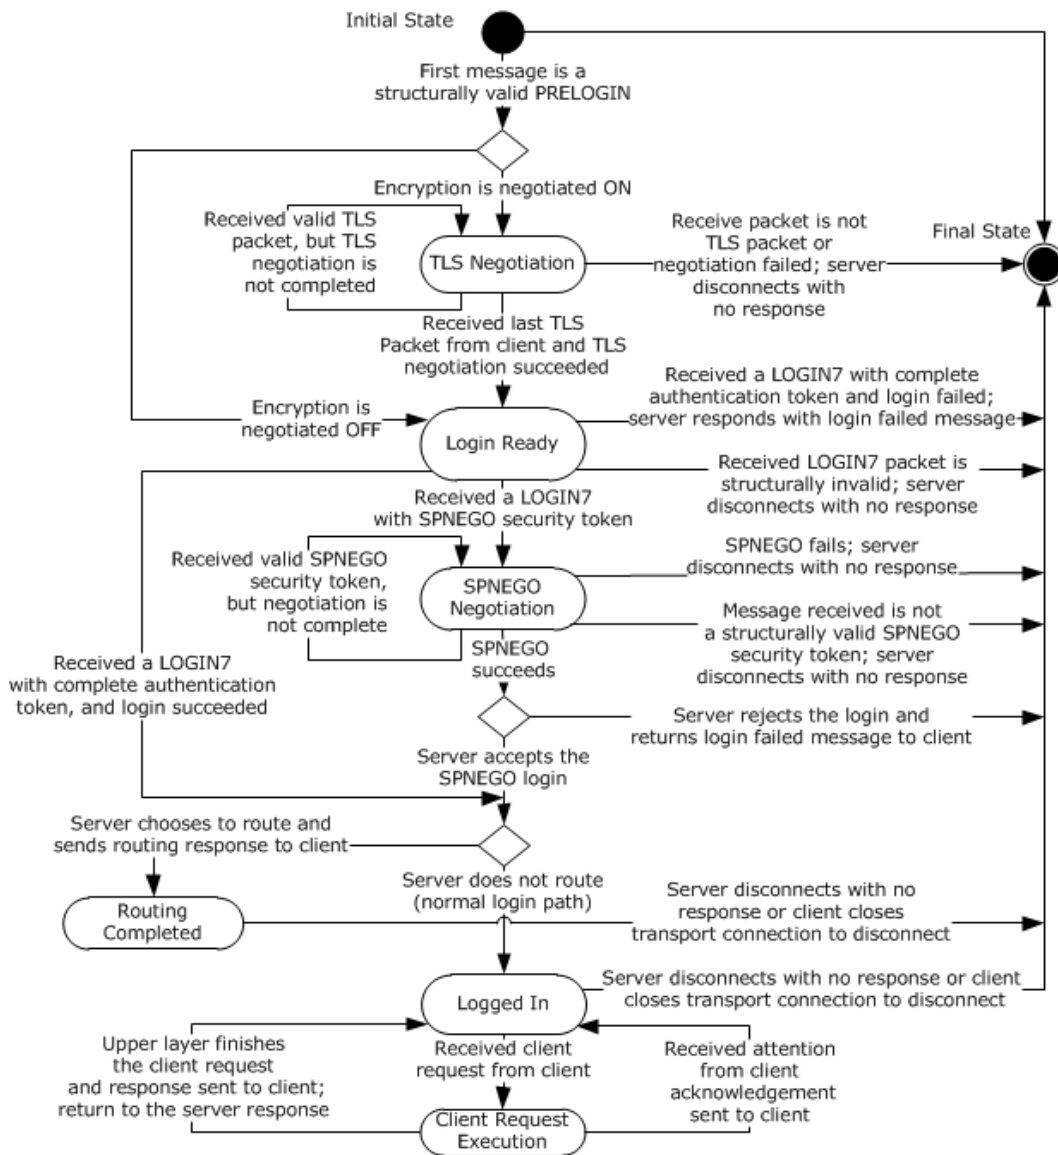 Initial State
First message is a
structurally valid PRELOGIN
Encryption is negotiated ON
Received valid TLS
packet, but TLS
negotiation is
not completed
TLS Negotiation
Receive packet is not
TLS packet or
negotiation failed; server
disconnects with
no response
Final State
Received last TLS
Packet from client and TLS
negotiation succeeded
Encryption is
negotiated OFF
Login Ready
Received a LOGIN7 with complete
authentication token and login failed;
server responds with login failed message
Received LOGIN7 packet is
structurally invalid; server
disconnects with no response
Received a LOGIN7
with SPNEGO security token
Received valid SPNEGO
security token,
but negotiation is
not complete
SPNEGO
Negotiation
SPNEGO fails; server
disconnects with no response
Message received is not
a structurally valid SPNEGO
security token; server
disconnects with no response
SPNEGO
succeeds
Received a LOGIN7
with complete authentication
token, and login succeeded
Server rejects the login and
returns login failed message to client
Server accepts the
SPNEGO login
Server chooses to route and
sends routing response to client
Server does not route
(normal login path)
Routing
Completed
Server disconnects with no
response or client closes
transport connection to disconnect
Logged In
Server disconnects with no response or client
closes transport connection to disconnect
Upper layer finishes
the client request
and response sent to client;
return to the server response
Received client
request from client
Received attention
from client
acknowledgement
sent to client
Client Request
Execution